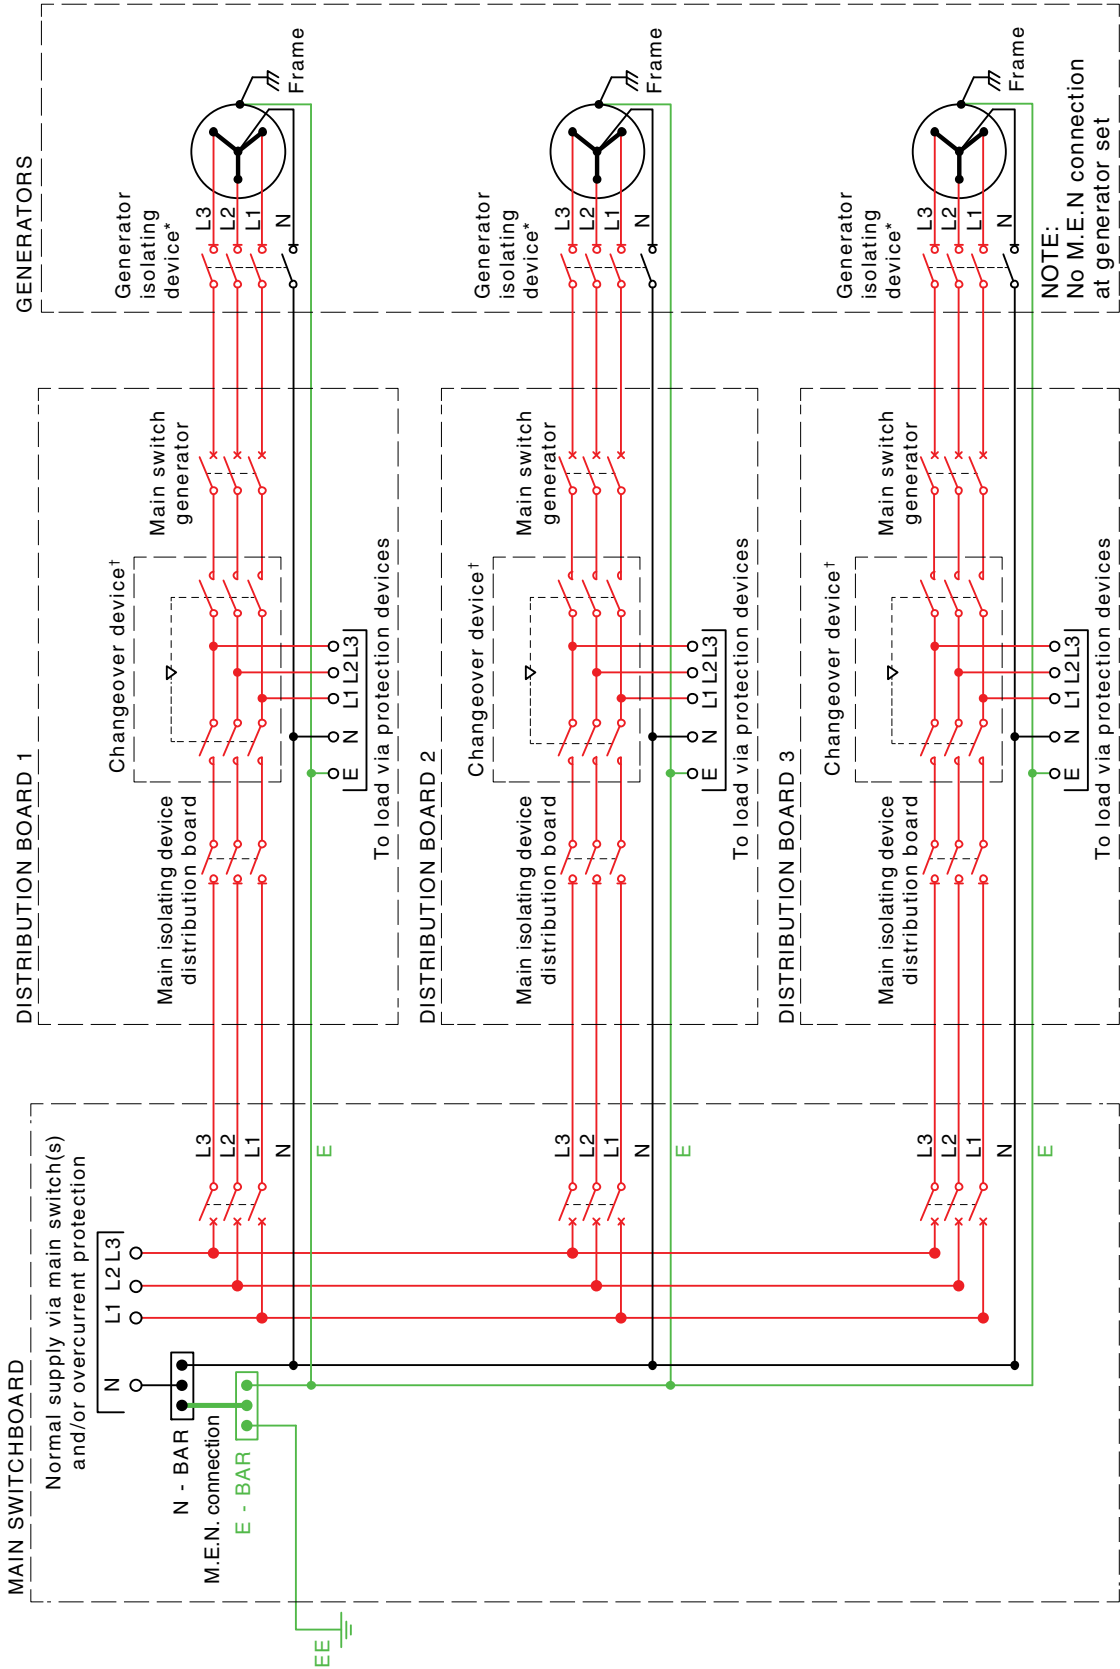 MAIN SWITCHBOARD
Normal supply via main switch(s)
and/or overcurrent protection
N L1 L2 L3
N - BAR
M.E.N. connection
E - BAR
EE
L3
L2
L1
N
E
L3
L2
L1
N
E
L3
L2
L1
N
E
DISTRIBUTION BOARD 1
Main isolating device
distribution board
Changeover device†
Main switch
generator
E N L1 L2 L3
To load via protection devices
DISTRIBUTION BOARD 2
Main isolating device
distribution board
Changeover device†
Main switch
generator
E N L1 L2 L3
To load via protection devices
DISTRIBUTION BOARD 3
Main isolating device
distribution board
Changeover device†
Main switch
generator
E N L1 L2 L3
To load via protection devices
GENERATORS
Generator
isolating
device*
L3
L2
L1
N
Frame
Generator
isolating
device*
L3
L2
L1
N
Frame
Generator
isolating
device*
L3
L2
L1
N
Frame
NOTE:
No M.E.N connection
at generator set